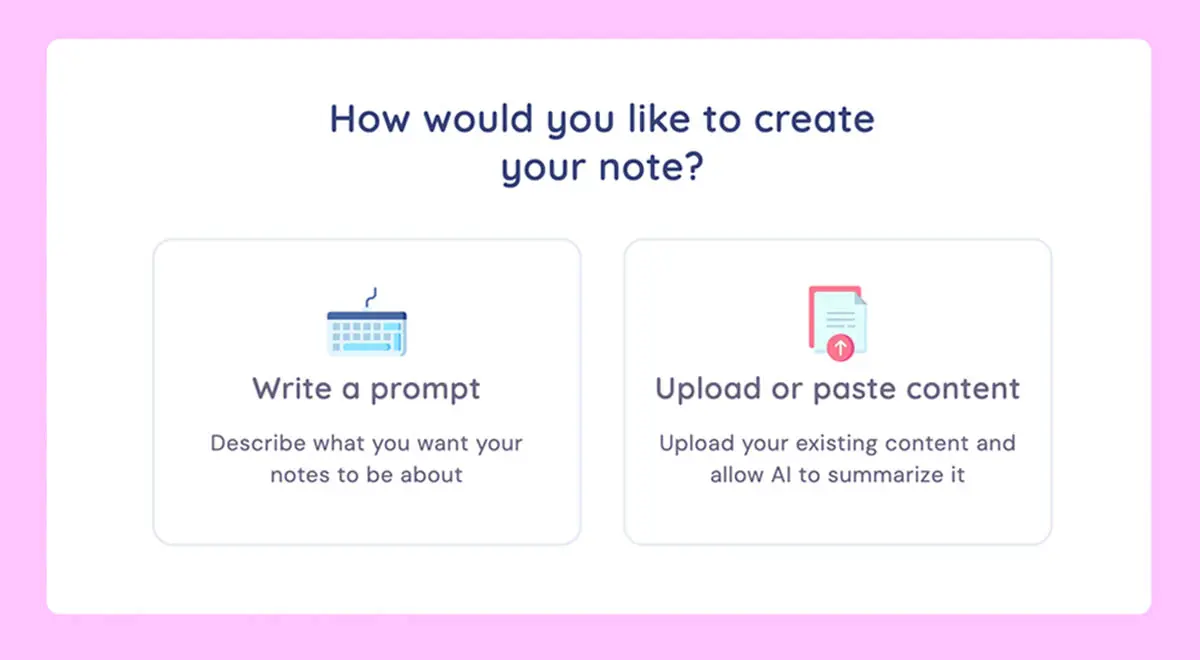 How would you like to create
your note?
Write a prompt
Describe what you want your
notes to be about
Upload or paste content
Upload your existing content and
allow AI to summarize it